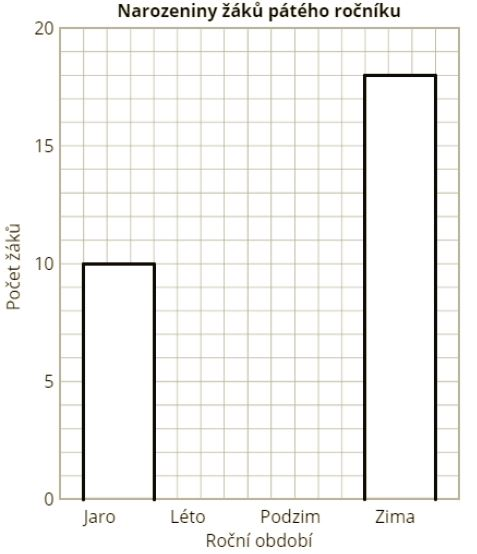 Narozeniny žáků pátého ročníku
20
15
10
5
0
Počet žáků
Jaro Léto Podzim Zima
Roční období